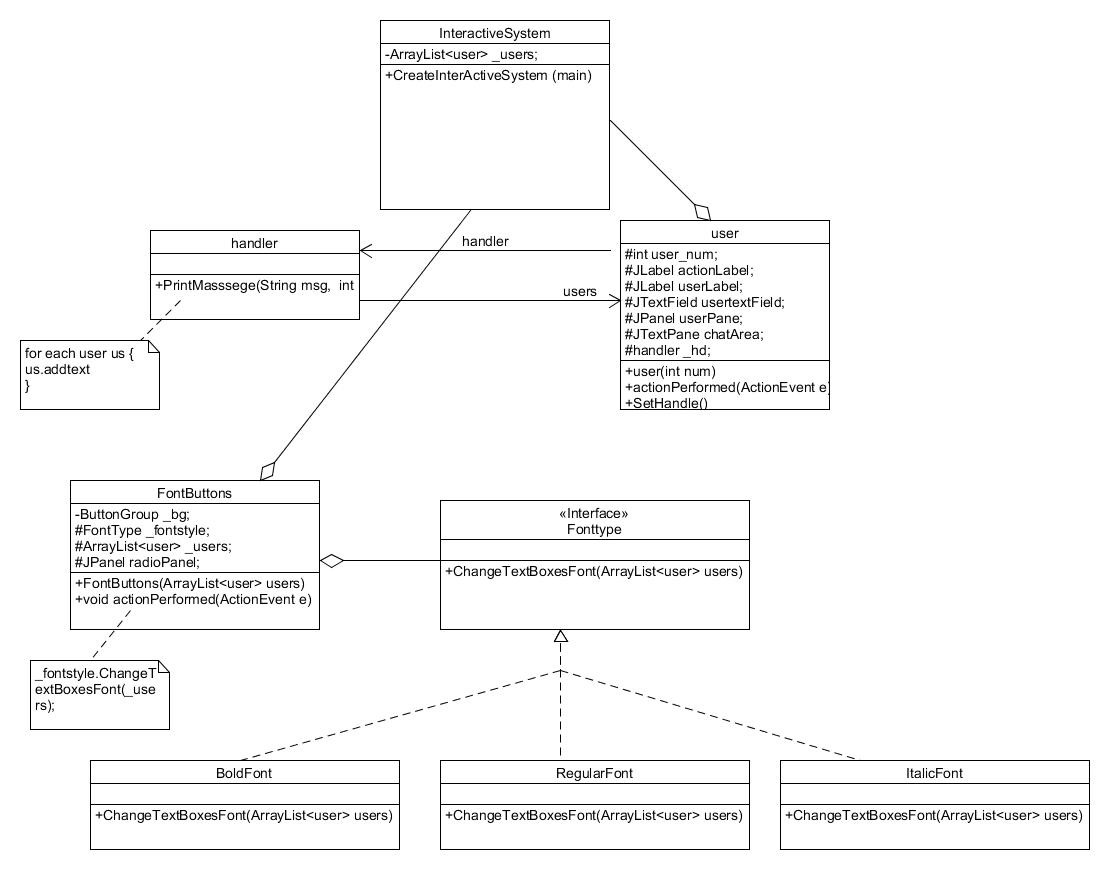 InteractiveSystem
-ArrayList<user> _users;
+CreateInterActiveSystem (main)
handler
+PrintMasssege(String msg, int
handler
users
user
#int user_num;
#JLabel actionLabel;
#JLabel userLabel;
#JTextField usertextField;
#JPanel userPane;
#JTextPane chatArea;
#handler _hd;
+user(int num)
+actionPerformed(ActionEvent e)
+SetHandle()
for each user us {
us.addtext
}
FontButtons
-ButtonGroup _bg;
#FontType _fontstyle;
#ArrayList<user> _users;
#JPanel radioPanel;
+FontButtons(ArrayList<user> users)
+void actionPerformed(ActionEvent e)
«Interface»
Fonttype
+ChangeTextBoxesFont(ArrayList<user> users)
_fontstyle.ChangeT
extBoxesFont(_use
rs);
BoldFont
+ChangeTextBoxesFont(ArrayList<user> users)
RegularFont
+ChangeTextBoxesFont(ArrayList<user> users)
ItalicFont
+ChangeTextBoxesFont(ArrayList<user> users)